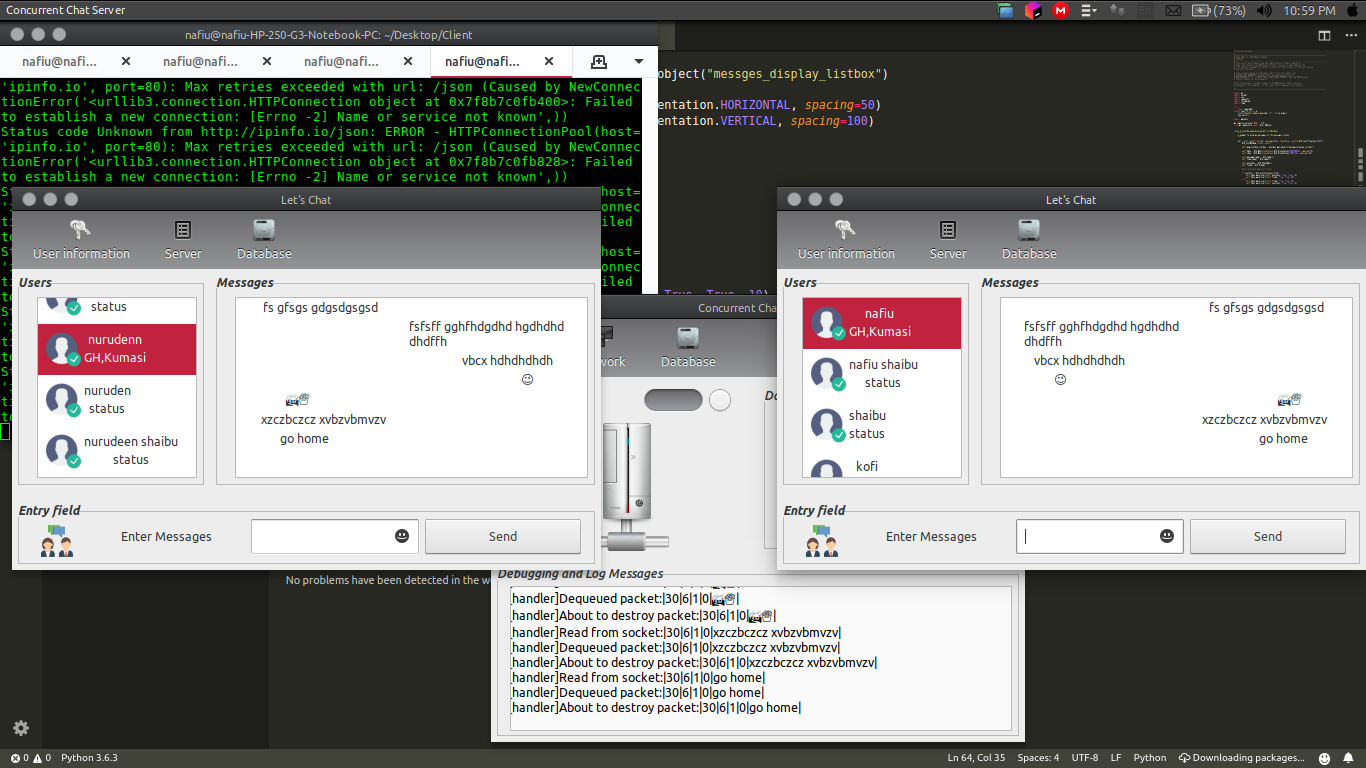 Concurrent Chat Server
(73%)
10:59 PM
nafiu@nafiu-HP-250-G3-Notebook-PC: ~/Desktop/Client
nafiu@nafi...
nafiu@nafi...
nafiu@nafi...
nafiu@nafi...
'ipinfo.io', port=80): Max retries exceeded with url: /json (Caused by NewConnec
tionError('<urllib3.connection.HTTPConnection object at 0x7f8b7c0fb400>: Failed
to establish a new connection: [Errno -2] Name or service not known',))
Status code Unknown from http://ipinfo.io/json: ERROR - HTTPConnectionPool(host=
'ipinfo.io', port=80): Max retries exceeded with url: /json (Caused by NewConnec
tionError('<urllib3.connection.HTTPConnection object at 0x7f8b7c0fb828>: Failed
to establish a new connection: [Errno -2] Name or service not known',))
host=
onnec
ailed
host=
onnec
ailed
object("messges_display_listbox")
entation.HORIZONTAL, spacing=50)
entation.VERTICAL, spacing=100)
True, True, 10)
Let's Chat
User information
Server
Database
Users
status
nurudenn
GH,Kumasi
nuruden
status
nurudeen shaibu
status
Messages
fs gfsgs gdgsdgsgsd
fsfsff gghfhdgdhd hgdhdhd
dhdffh
vbcx hdhdhdhdh
☺
xzczbczcz xvbzvbmvzv
go home
Entry field
Enter Messages
Send
Concurrent Cha
work
Database
Da
Let's Chat
User information
Server
Database
Users
nafiu
GH,Kumasi
nafiu shaibu
status
shaibu
status
kofi
Messages
fs gfsgs gdgsdgsgsd
fsfsff gghfhdgdhd hgdhdhd
dhdffh
vbcx hdhdhdhdh
☺
xzczbczcz xvbzvbmvzv
go home
Entry field
Enter Messages
Send
No problems have been detected in the w
Debugging and Log Messages
[handler]Dequeued packet:|30|6|1|0|
[handler]About to destroy packet:|30|6|1|0|
[handler]Read from socket:|30|6|1|0|xzczbczcz xvbzvbmvzv|
[handler]Dequeued packet:|30|6|1|0|xzczbczcz xvbzvbmvzv|
[handler]About to destroy packet:|30|6|1|0|xzczbczcz xvbzvbmvzv|
[handler]Read from socket:|30|6|1|0|go home|
[handler]Dequeued packet:|30|6|1|0|go home|
[handler]About to destroy packet:|30|6|1|0|go home|
0 0 Python 3.6.3
Ln 64, Col 35 Spaces: 4 UTF-8 LF Python Downloading packages...